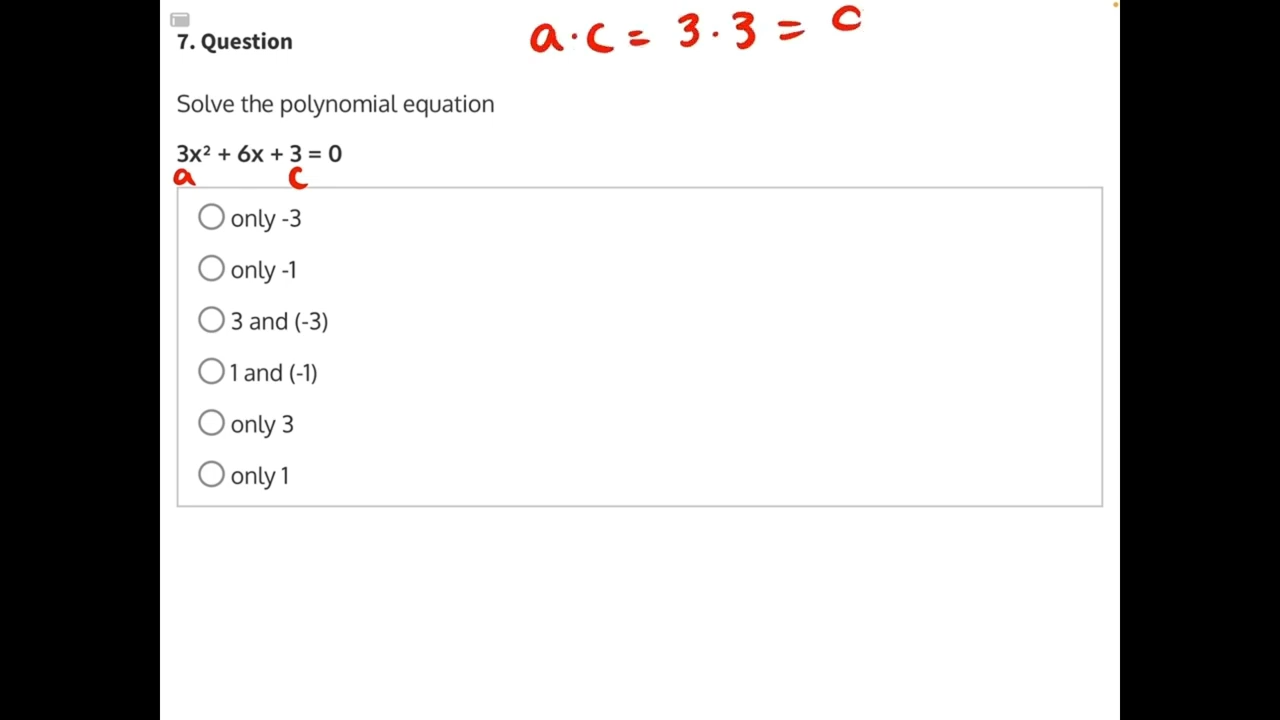 7. Question
a·c = 3·3 =
Solve the polynomial equation
3x² + 6x + 3 = 0
a c
only -3
only -1
3 and (-3)
1 and (-1)
only 3
only 1